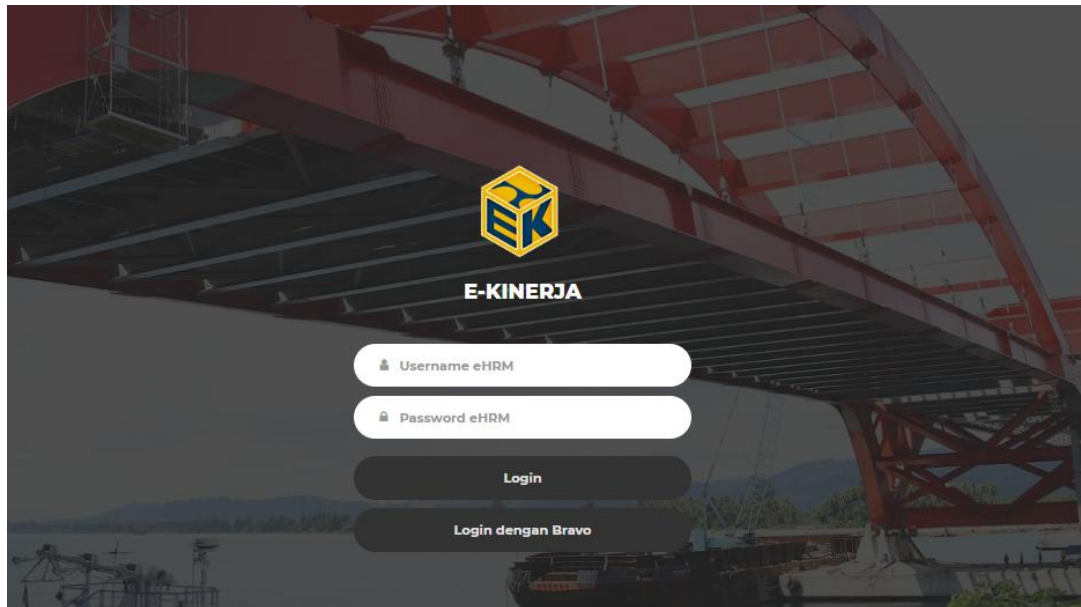 EK
E-KINERJA
Username eHRM
Password eHRM
Login
Login dengan Bravo